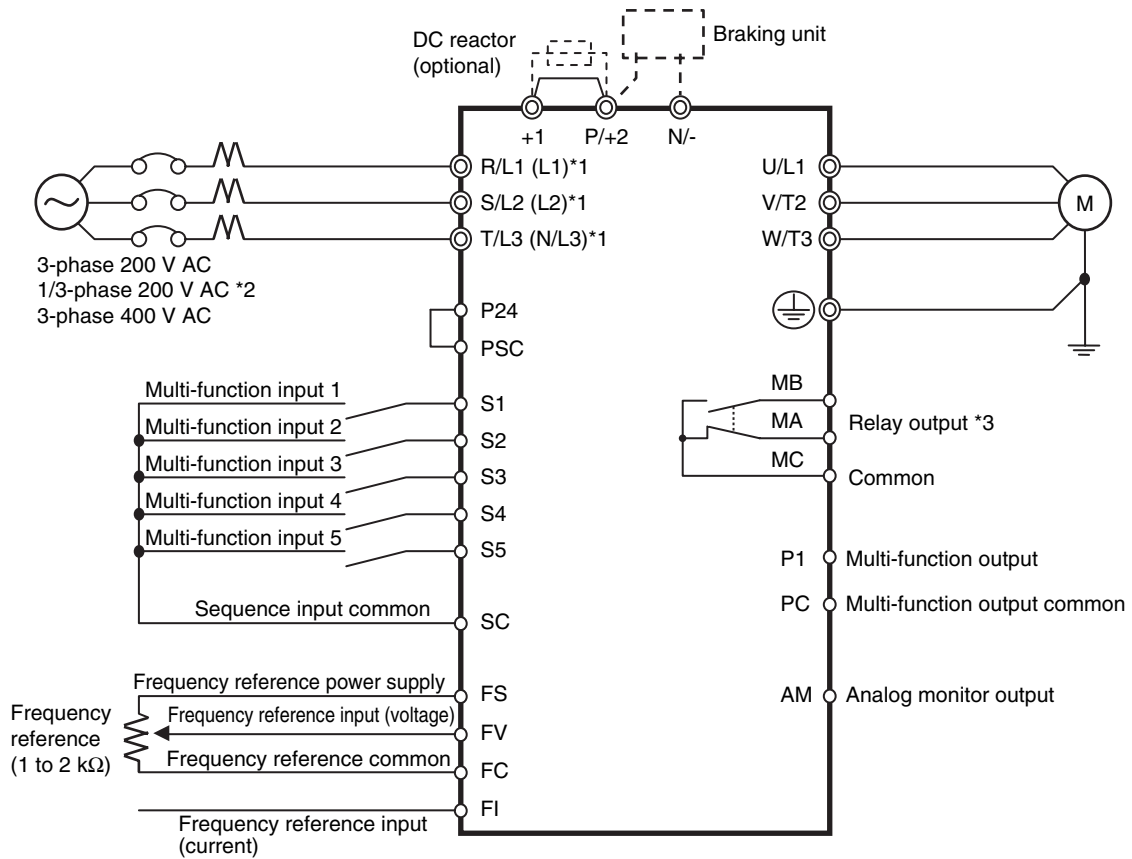 DC reactor
(optional)
Braking unit
+1
P/+2
N/-
R/L1 (L1)*1
S/L2 (L2)*1
T/L3 (N/L3)*1
U/L1
V/T2
W/T3
M
3-phase 200 V AC
1/3-phase 200 V AC *2
3-phase 400 V AC
P24
PSC
Multi-function input 1
S1
Multi-function input 2
S2
Multi-function input 3
S3
Multi-function input 4
S4
Multi-function input 5
S5
Sequence input common
SC
MB
MA
Relay output *3
MC
Common
P1
Multi-function output
PC
Multi-function output common
AM
Analog monitor output
Frequency reference power supply
FS
Frequency
reference
(1 to 2 kΩ)
Frequency reference input (voltage)
FV
Frequency reference common
FC
FI
Frequency reference input
(current)